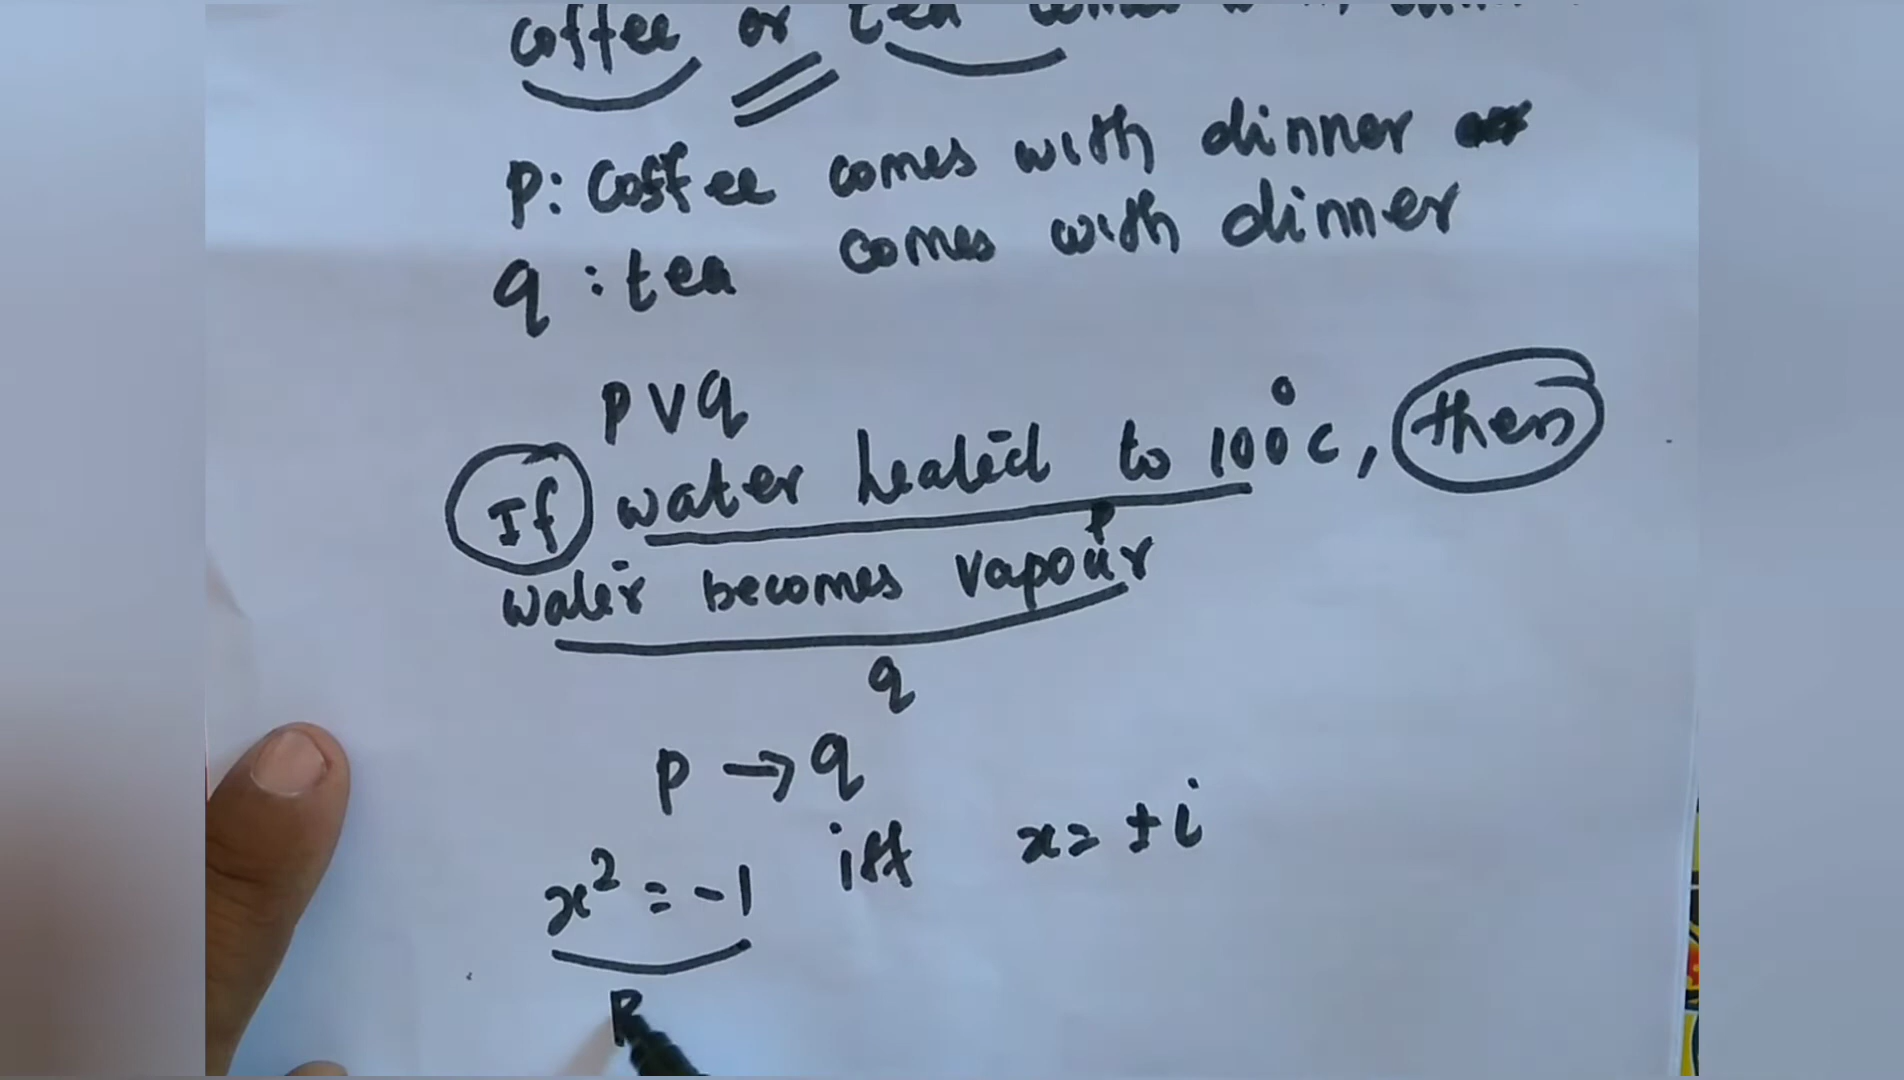 coffee or tea comes
p: Coffee comes with dinner
q : tea comes with dinner
p ∨ q
If water heated to 100°C, then
p
water becomes vapour
q
p → q
x² = -1 iff x = ± i
P